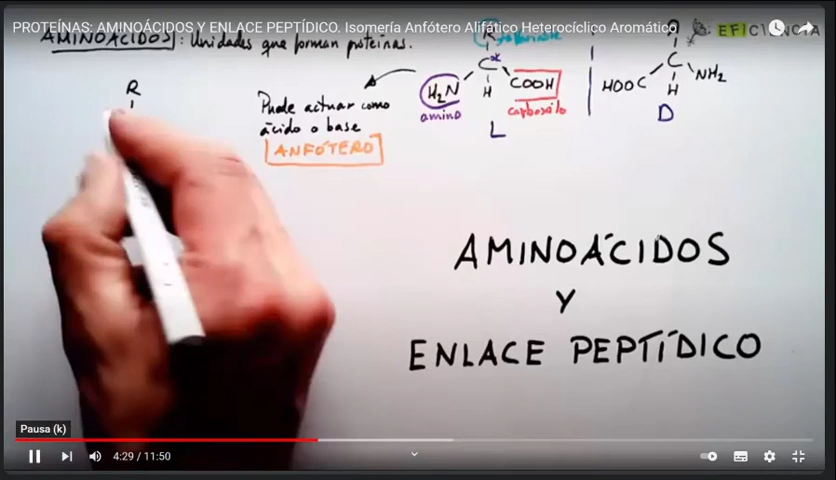 PROTEÍNAS: AMINOÁCIDOS Y ENLACE PEPTÍDICO. Isomería Anfótero Alifático Heterocíclico Aromático
EFICIENCIA
AMINOÁCIDOS: Unidades que forman proteínas.
R
Puede actuar como
ácido o base
ANFÓTERO
R
C*
H₂N
H
COOH
amino
carboxilo
L
HOOC
C
NH₂
H
D
AMINOÁCIDOS
Y
ENLACE PEPTÍDICO
Pausa (k)
4:29 / 11:50